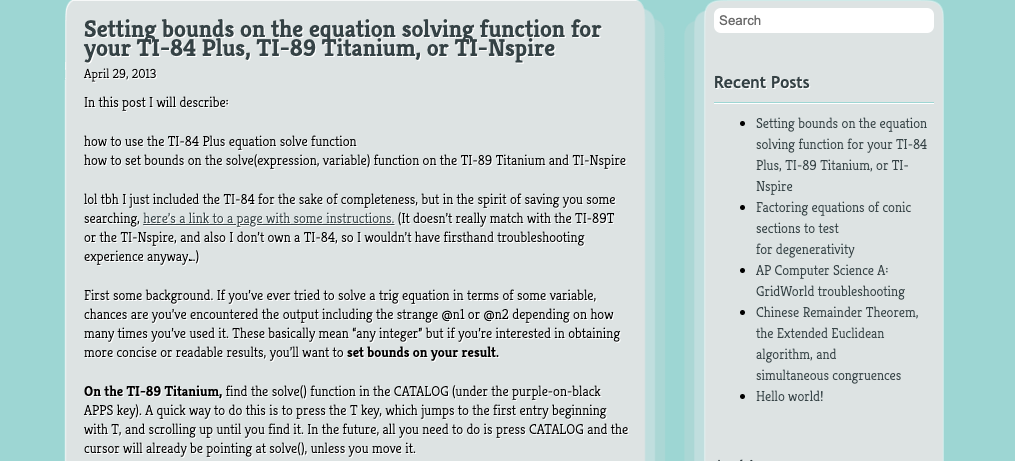 Setting bounds on the equation solving function for
your TI-84 Plus, TI-89 Titanium, or TI-Nspire
April 29, 2013
In this post I will describe:
how to use the TI-84 Plus equation solve function
how to set bounds on the solve(expression, variable) function on the TI-89 Titanium and TI-Nspire
lol tbh I just included the TI-84 for the sake of completeness, but in the spirit of saving you some
searching, here's a link to a page with some instructions. (It doesn't really match with the TI-89T
or the TI-Nspire, and also I don't own a TI-84, so I wouldn't have firsthand troubleshooting
experience anyway...)
First some background. If you've ever tried to solve a trig equation in terms of some variable,
chances are you've encountered the output including the strange @n1 or @n2 depending on how
many times you've used it. These basically mean "any integer" but if you're interested in obtaining
more concise or readable results, you'll want to set bounds on your result.
On the TI-89 Titanium, find the solve() function in the CATALOG (under the purple-on-black
APPS key). A quick way to do this is to press the T key, which jumps to the first entry beginning
with T, and scrolling up until you find it. In the future, all you need to do is press CATALOG and the
cursor will already be pointing at solve(), unless you move it.
Search
Recent Posts
Setting bounds on the equation
solving function for your TI-84
Plus, TI-89 Titanium, or TI-
Nspire
Factoring equations of conic
sections to test
for degenerativity
AP Computer Science A:
GridWorld troubleshooting
Chinese Remainder Theorem,
the Extended Euclidean
algorithm, and
simultaneous congruences
Hello world!